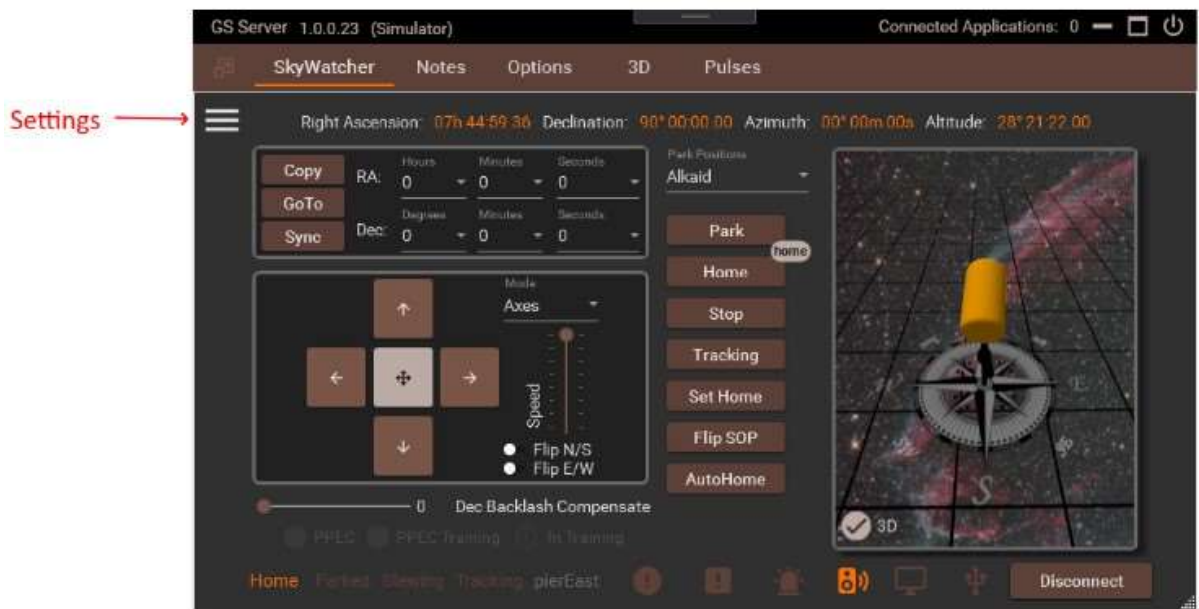 GS Server 1.0.0.23 (Simulator) Connected Applications: 0
SkyWatcher Notes Options 3D Pulses
Settings
Right Ascension: 07h 44:59 36 Declination: 90° 00:00.00 Azimuth: 00° 00m 00s Altitude: 28° 21:22.00
Copy
GoTo
Sync
RA:
Hours Minutes Seconds
0 0 0
Dec:
Degrees Minutes Seconds
0 0 0
Park Positions
Alkaid
Park
home
Home
Stop
Tracking
Set Home
Flip SOP
AutoHome
Mode
Axes
Speed
Flip N/S
Flip E/W
0 Dec Backlash Compensate
PPEC PPEC Training In Training
E
S
3D
Home Parked Slewing Tracking pierEast
Disconnect